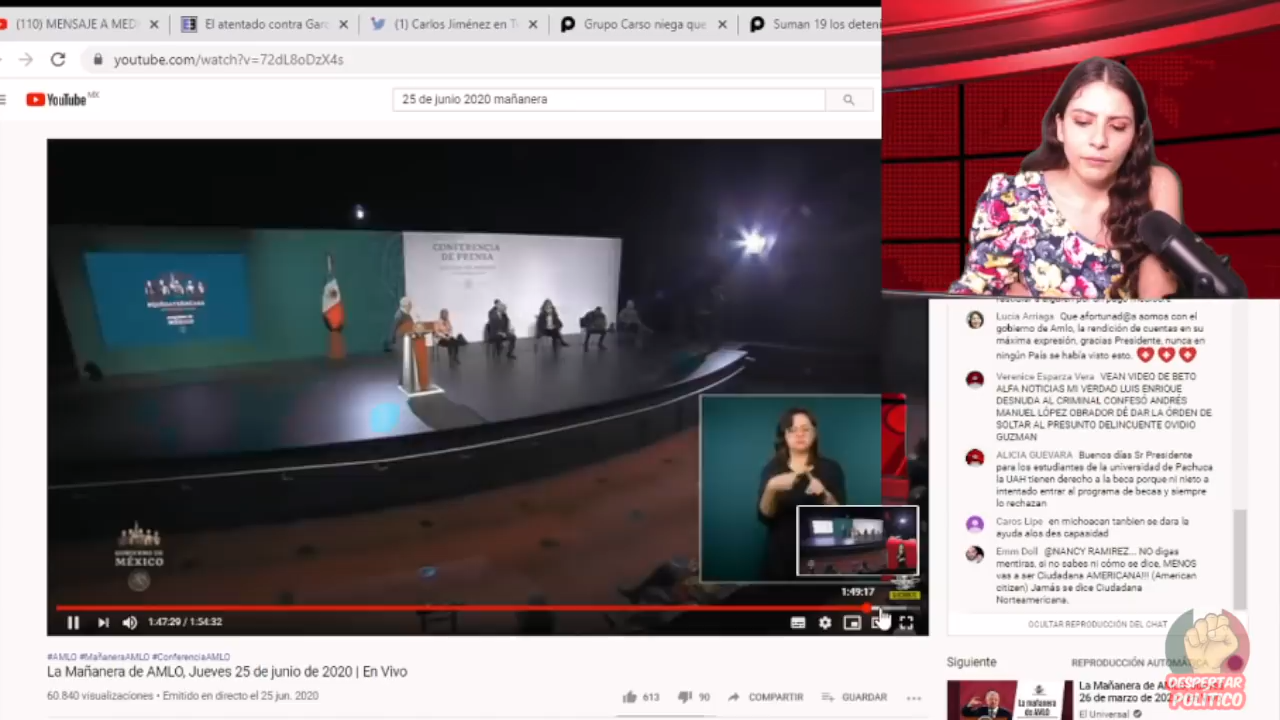 (110) MENSAJE A MED
El atentado contra Garc
(1) Carlos Jiménez en T
Grupo Carso niega que
Suman 19 los deteni
youtube.com/watch?v=72dL8oDzX4s
YouTube MX
25 de junio 2020 mañanera
CONFERENCIA
DE PRENSA
MÉXICO
GOBIERNO DE
MÉXICO
1:49:17
1:47:29 / 1:54:32
#AMLO #MañaneraAMLO #ConferenciaAMLO
La Mañanera de AMLO, Jueves 25 de junio de 2020 | En Vivo
60.840 visualizaciones • Emitido en directo el 25 jun. 2020
613
90
COMPARTIR
GUARDAR
Lucia Arriaga Que afortunad@a somos con el
gobierno de Amlo, la rendición de cuentas en su
máxima expresión, gracias Presidente, nunca en
ningún País se había visto esto.
Verenice Esparza Vera VEAN VIDEO DE BETO
ALFA NOTICIAS MI VERDAD LUIS ENRIQUE
DESNUDA AL CRIMINAL CONFESÓ ANDRÉS
MANUEL LÓPEZ OBRADOR DÉ DAR LA ÓRDEN DE
SOLTAR AL PRESUNTO DELINCUENTE OVIDIO
GUZMAN
ALICIA GUEVARA Buenos días Sr Presidente
para los estudiantes de la universidad de Pachuca
la UAH tienen derecho a la beca porque ni nieto a
intentado entrar al programa de becas y siempre
lo rechazan
Caros Lipe en michoacan tanbien se dara la
ayuda alos des capasidad
Emm Doll @NANCY RAMIREZ... NO digas
mentiras, si no sabes ni cómo se dice, MENOS
vas a ser Ciudadana AMERICANA!!! (American
citizen) Jamás se dice Ciudadana
Norteamericana.
OCULTAR REPRODUCCIÓN DEL CHAT
Siguiente
REPRODUCCIÓN AUTOMÁTICA
La Mañanera de
26 de marzo de 202
El Universal
La mañanera
de AMLO
DESPERTAR
POLÍTICO